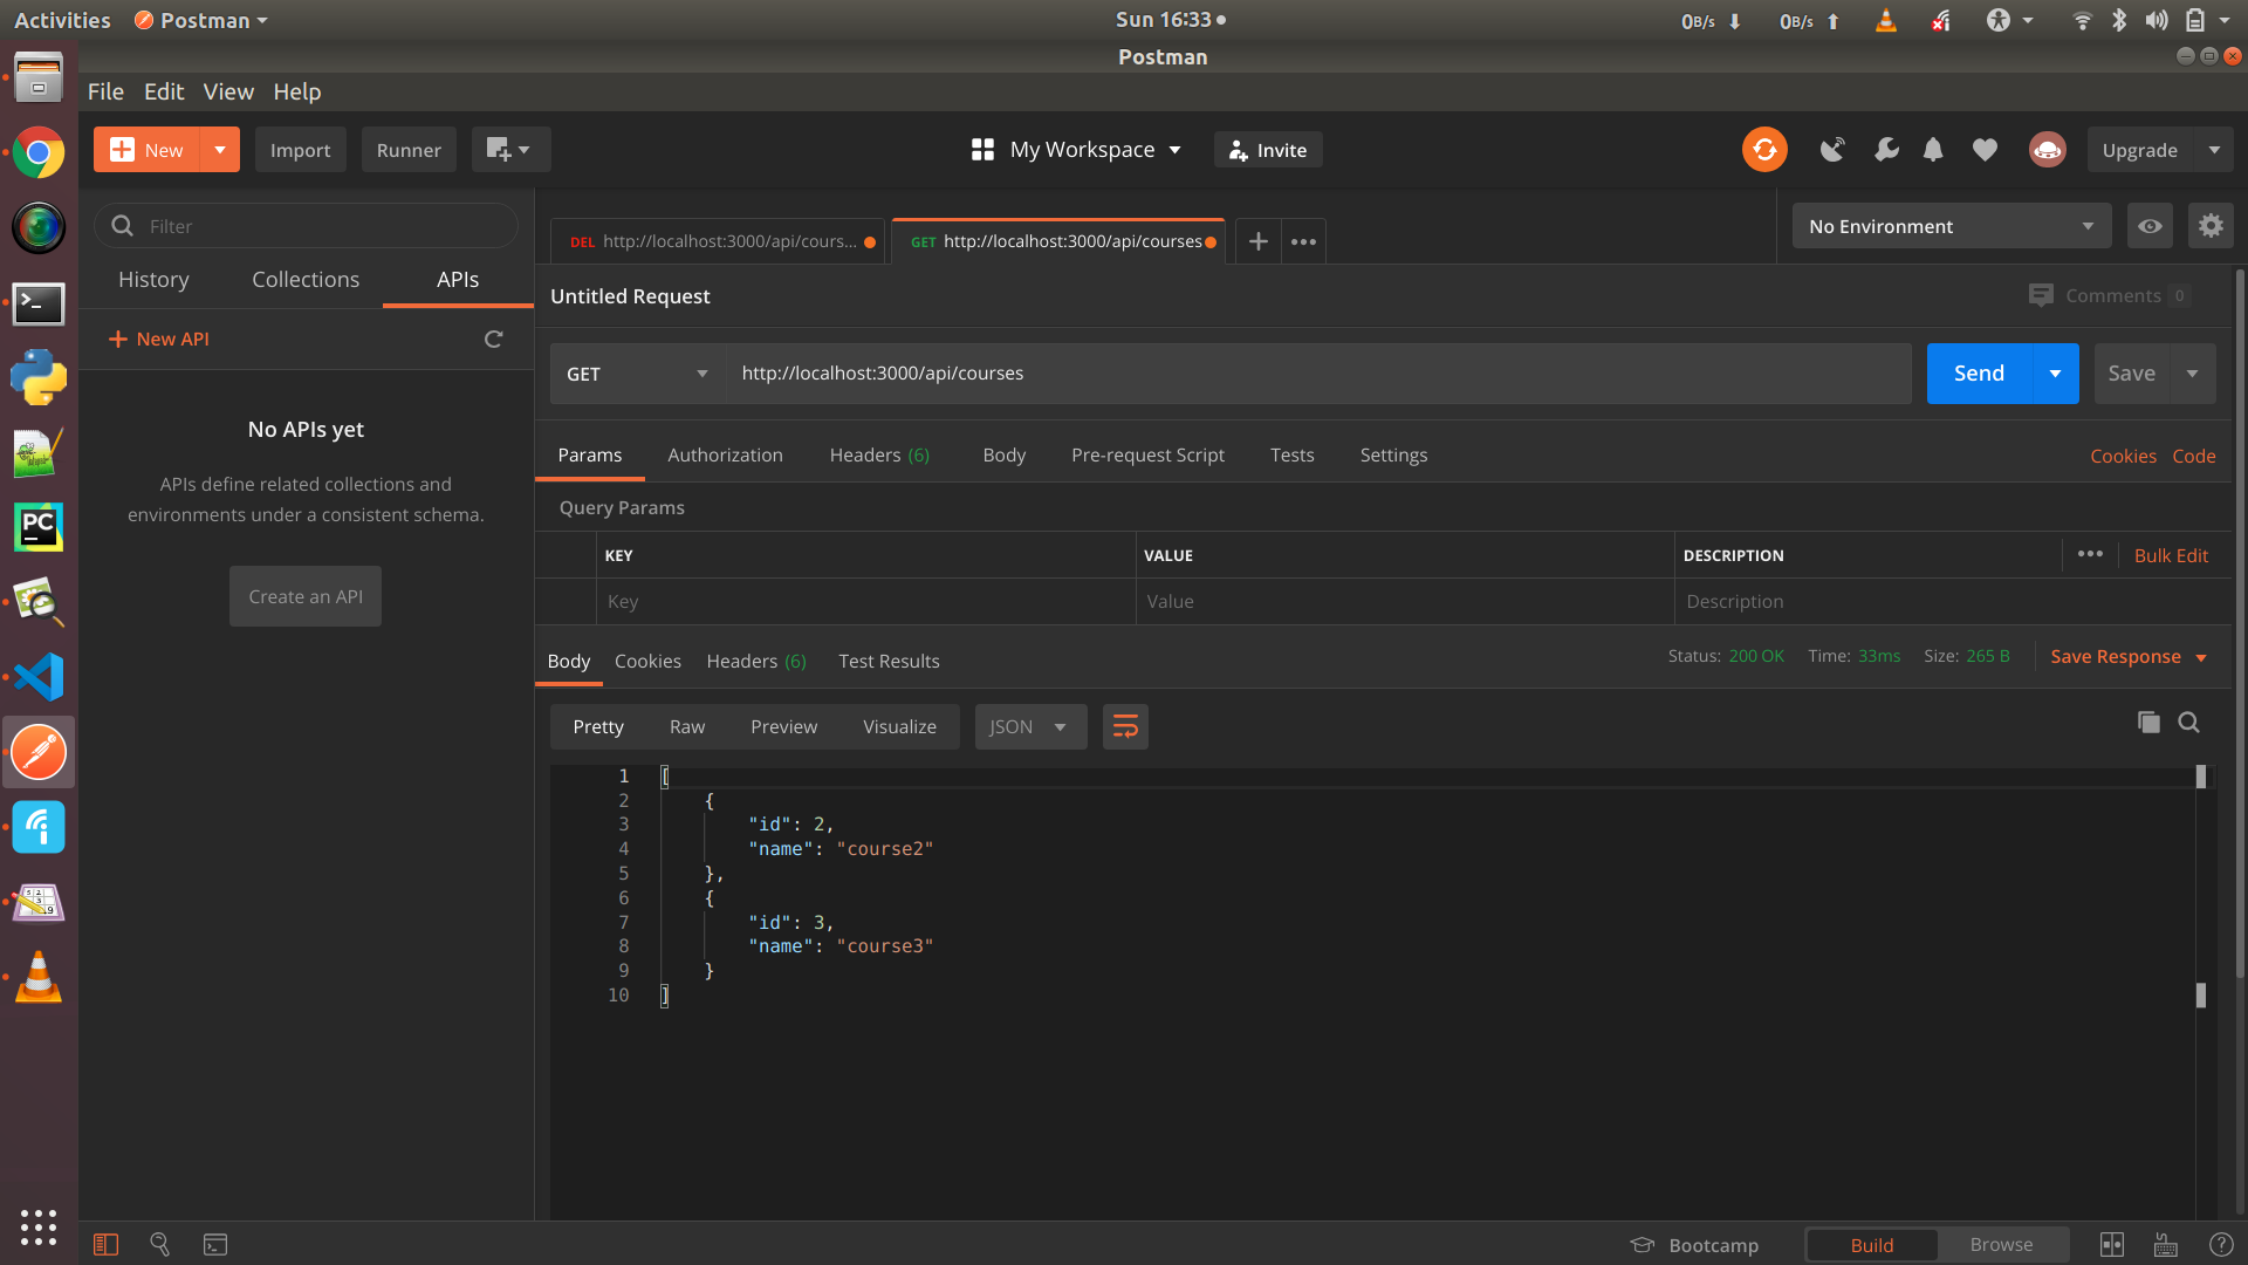 Activities Postman Sun 16:33 0B/s 0B/s
Postman
File Edit View Help
New Import Runner My Workspace Invite Upgrade
Filter
DEL http://localhost:3000/api/cours... GET http://localhost:3000/api/courses + ••• No Environment
History Collections APIs
Untitled Request Comments 0
+ New API
GET http://localhost:3000/api/courses Send Save
No APIs yet
APIs define related collections and
environments under a consistent schema.
Create an API
Params Authorization Headers (6) Body Pre-request Script Tests Settings Cookies Code
Query Params
KEY VALUE DESCRIPTION ••• Bulk Edit
Key Value Description
Body Cookies Headers (6) Test Results Status: 200 OK Time: 33ms Size: 265 B Save Response
Pretty Raw Preview Visualize JSON
1 [
2 {
3 "id": 2,
4 "name": "course2"
5 },
6 {
7 "id": 3,
8 "name": "course3"
9 }
10 ]
PC
Bootcamp Build Browse